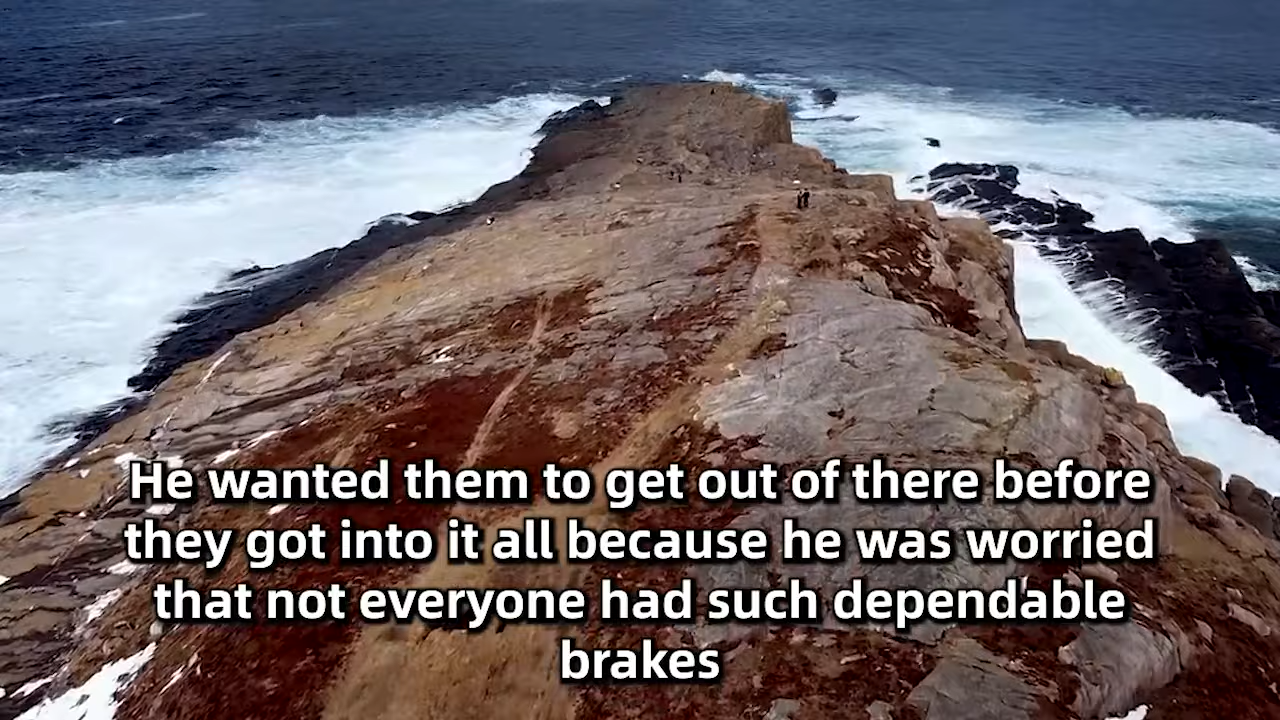 He wanted them to get out of there before
they got into it all because he was worried
that not everyone had such dependable
brakes